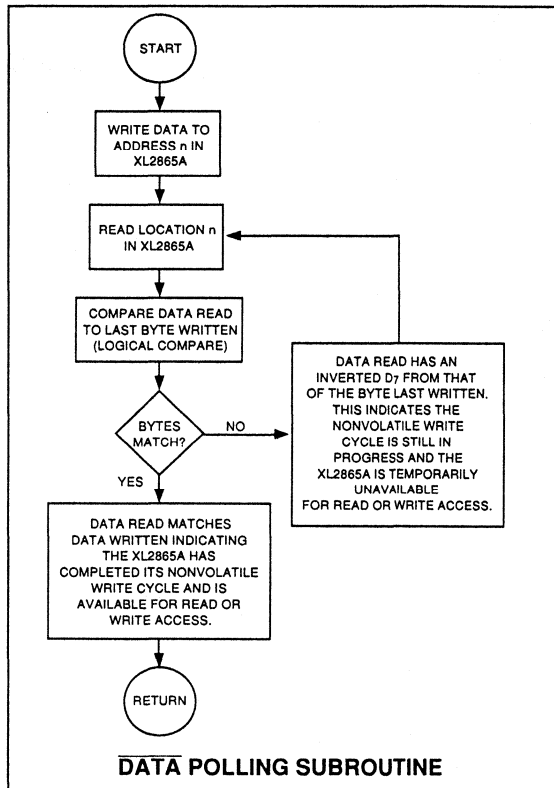 START
WRITE DATA TO
ADDRESS n IN
XL2865A
READ LOCATION n
IN XL2865A
COMPARE DATA READ
TO LAST BYTE WRITTEN
(LOGICAL COMPARE)
BYTES
MATCH?
NO
DATA READ HAS AN
INVERTED D7 FROM THAT
OF THE BYTE LAST WRITTEN.
THIS INDICATES THE
NONVOLATILE WRITE
CYCLE IS STILL IN
PROGRESS AND THE
XL2865A IS TEMPORARILY
UNAVAILABLE
FOR READ OR WRITE ACCESS.
YES
DATA READ MATCHES
DATA WRITTEN INDICATING
THE XL2865A HAS
COMPLETED ITS NONVOLATILE
WRITE CYCLE AND IS
AVAILABLE FOR READ OR
WRITE ACCESS.
RETURN
DATA POLLING SUBROUTINE